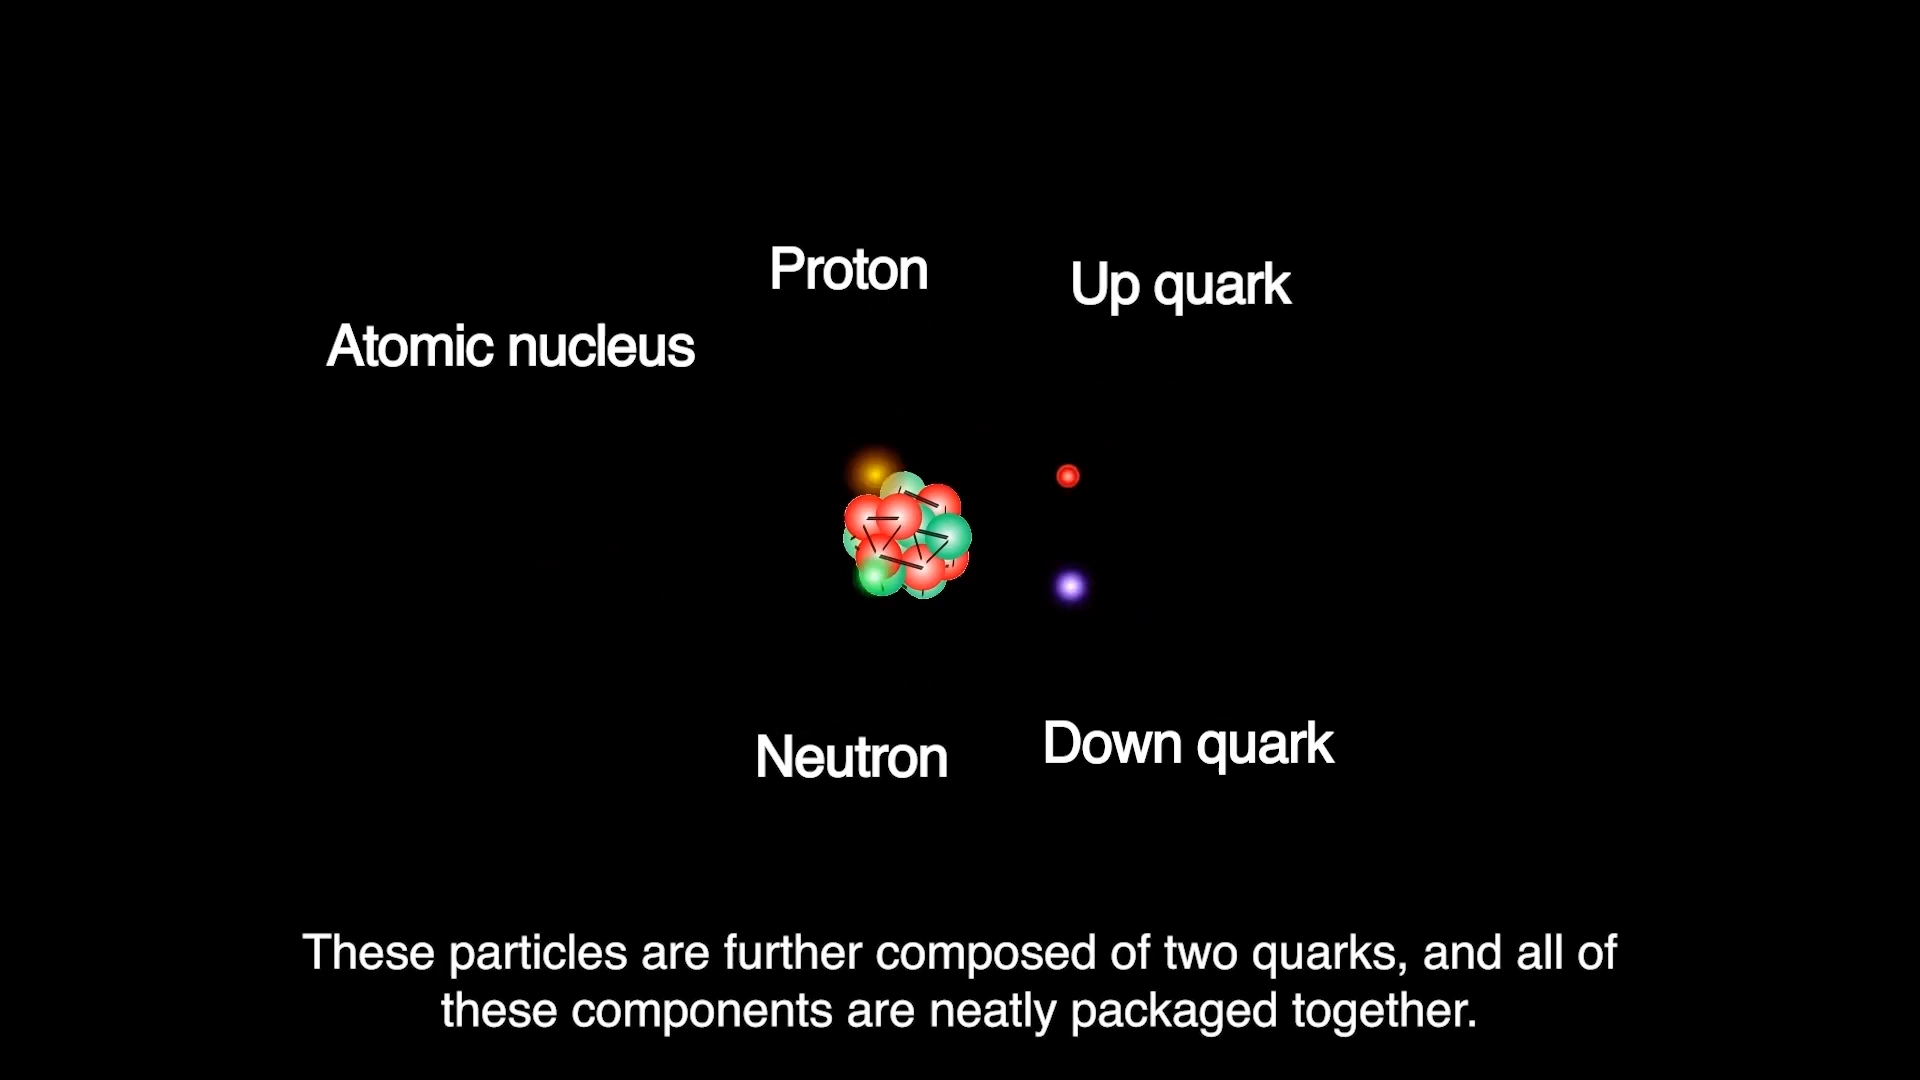 Proton
Up quark
Atomic nucleus
Neutron
Down quark
These particles are further composed of two quarks, and all of
these components are neatly packaged together.